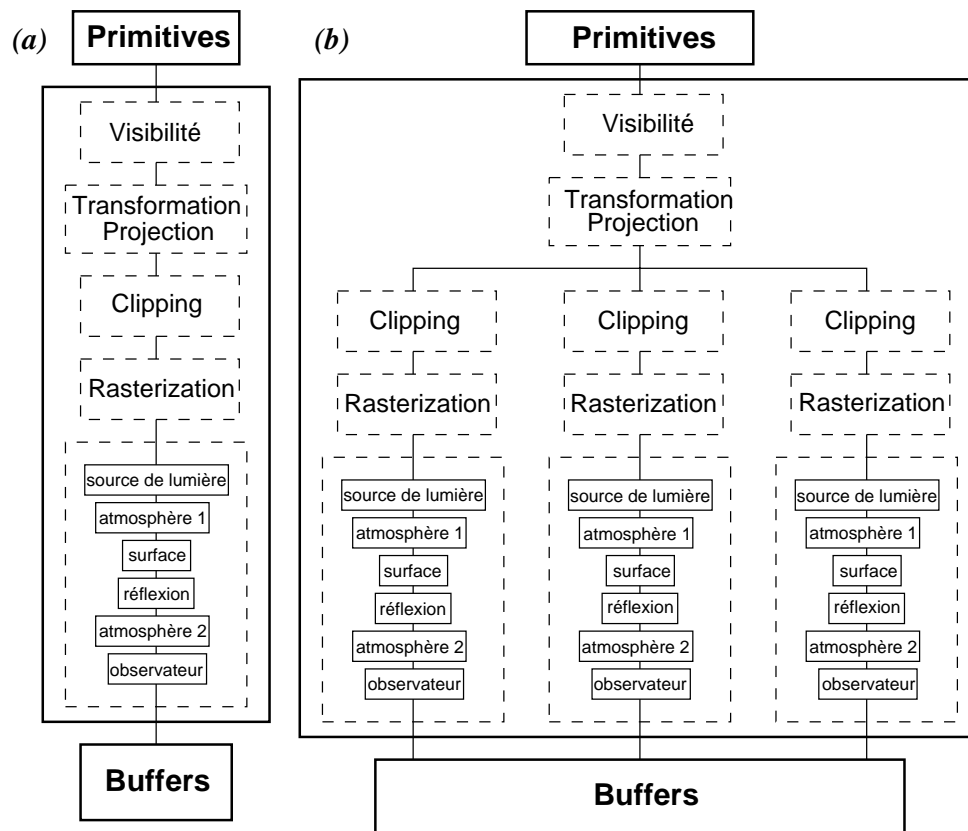 (a)
Primitives
Visibilité
Transformation
Projection
Clipping
Rasterization
source de lumière
atmosphère 1
surface
réflexion
atmosphère 2
observateur
Buffers
(b)
Primitives
Visibilité
Transformation
Projection
Clipping
Rasterization
source de lumière
atmosphère 1
surface
réflexion
atmosphère 2
observateur
Clipping
Rasterization
source de lumière
atmosphère 1
surface
réflexion
atmosphère 2
observateur
Clipping
Rasterization
source de lumière
atmosphère 1
surface
réflexion
atmosphère 2
observateur
Buffers